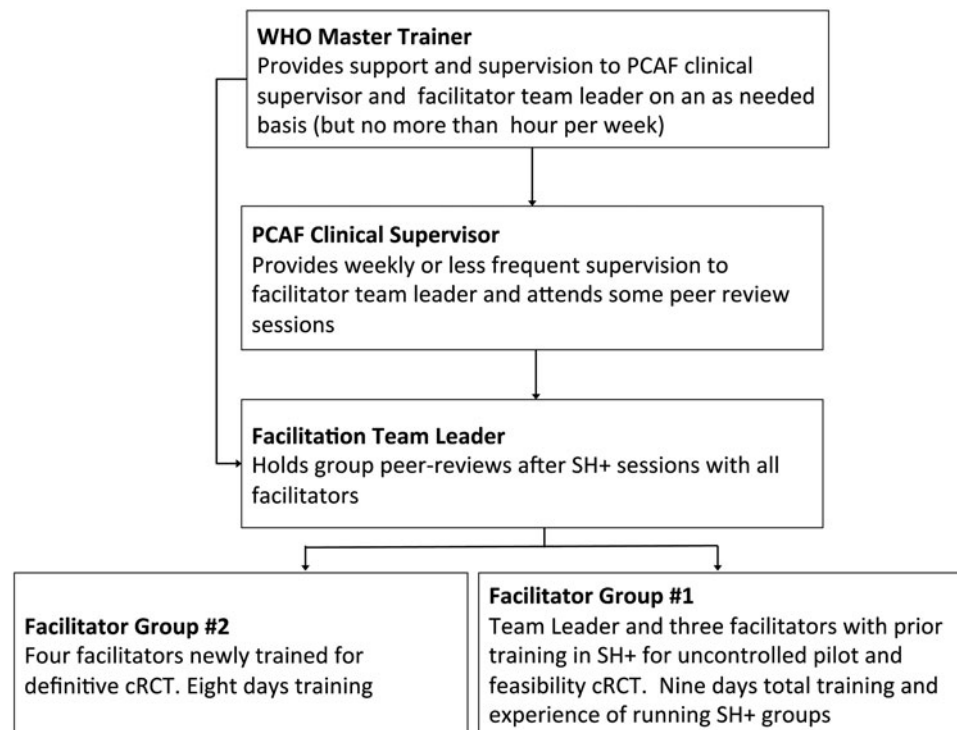 WHO Master Trainer
Provides support and supervision to PCAF clinical
supervisor and facilitator team leader on an as needed
basis (but no more than hour per week)
PCAF Clinical Supervisor
Provides weekly or less frequent supervision to
facilitator team leader and attends some peer review
sessions
Facilitation Team Leader
Holds group peer-reviews after SH+ sessions with all
facilitators
Facilitator Group #2
Four facilitators newly trained for
definitive cRCT. Eight days training
Facilitator Group #1
Team Leader and three facilitators with prior
training in SH+ for uncontrolled pilot and
feasibility cRCT. Nine days total training and
experience of running SH+ groups